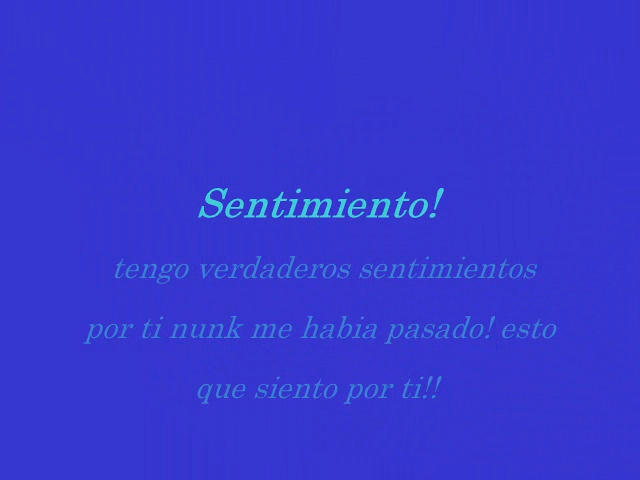 Sentimiento!
tengo verdaderos sentimientos
por ti nunk me habia pasado! esto
que siento por ti!!